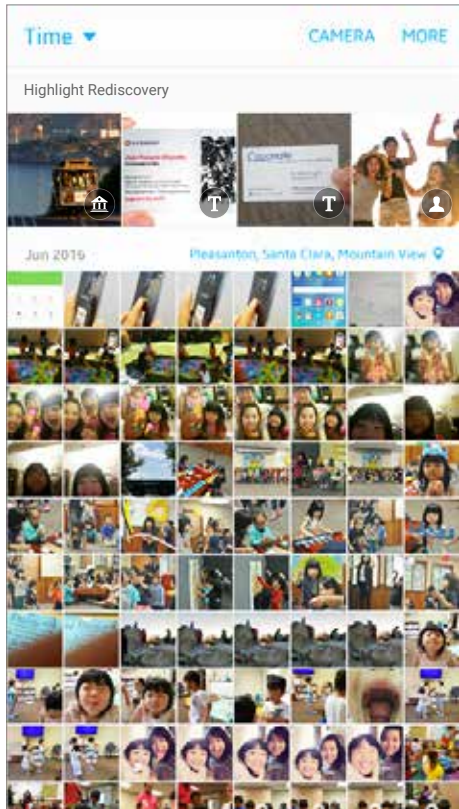 Time CAMERA MORE
Highlight Rediscovery
T T
Jun 2016 Pleasanton, Santa Clara, Mountain View